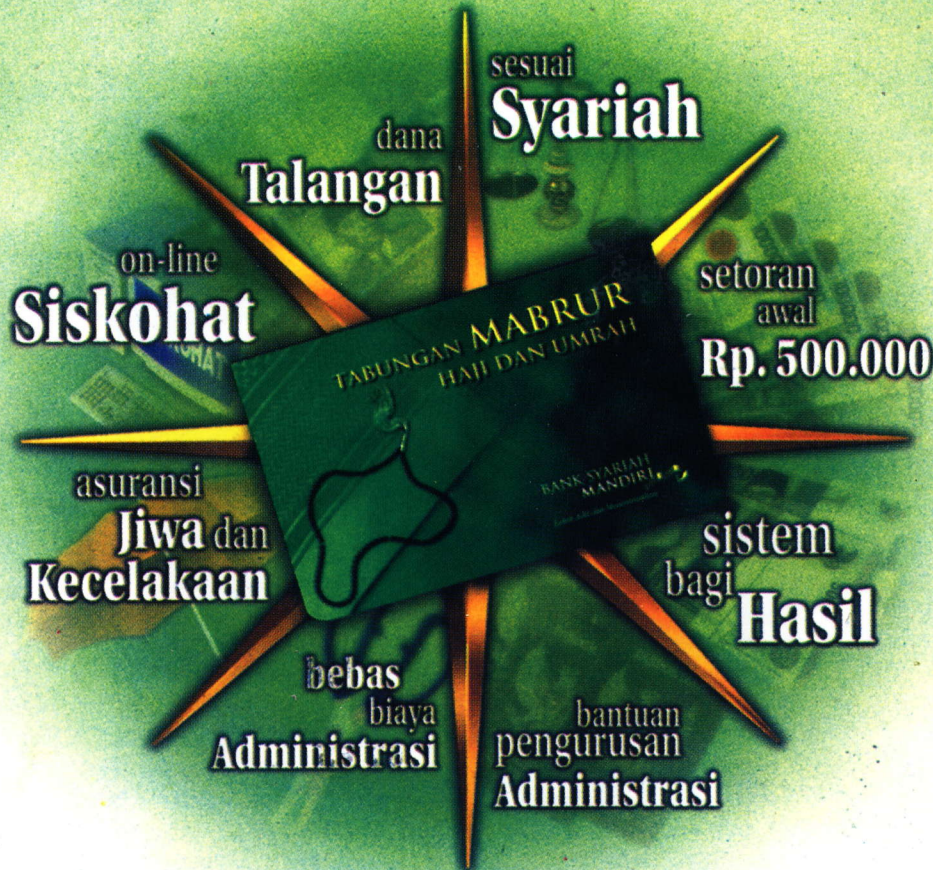 sesuai
Syariah
dana
Talangan
on-line
Siskohat
setoran
awal
Rp. 500.000
TABUNGAN MABRUR
HAJI DAN UMRAH
BANK SYARIAH
MANDIRI
asuransi
Jiwa dan
Kecelakaan
sistem
bagi
Hasil
bebas
biaya
Administrasi
bantuan
pengurusan
Administrasi